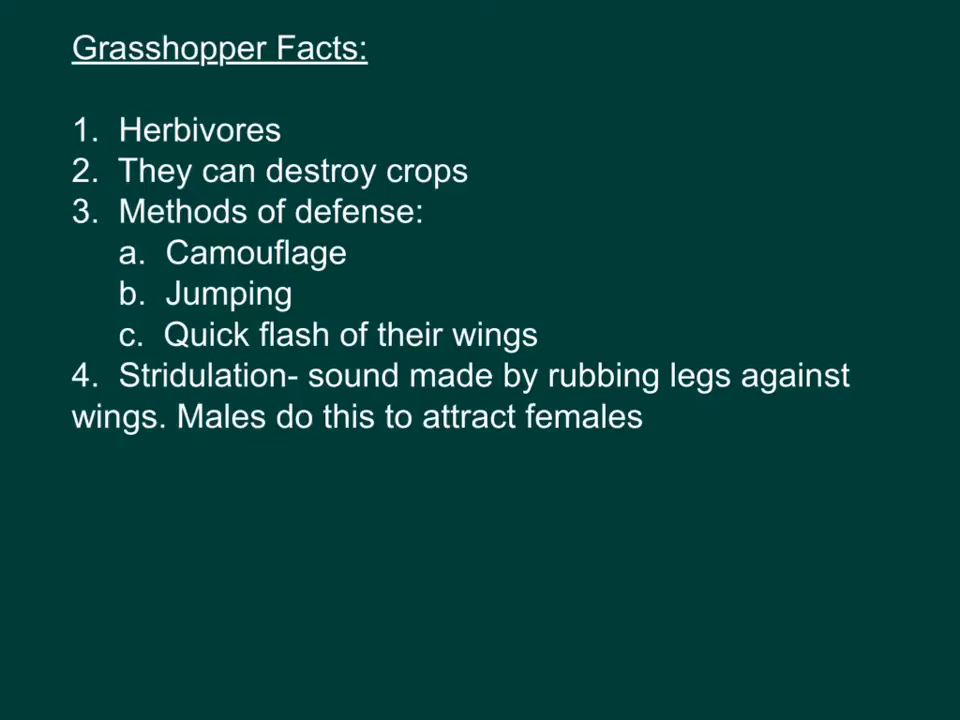 Grasshopper Facts:
1. Herbivores
2. They can destroy crops
3. Methods of defense:
a. Camouflage
b. Jumping
c. Quick flash of their wings
4. Stridulation- sound made by rubbing legs against
wings. Males do this to attract females